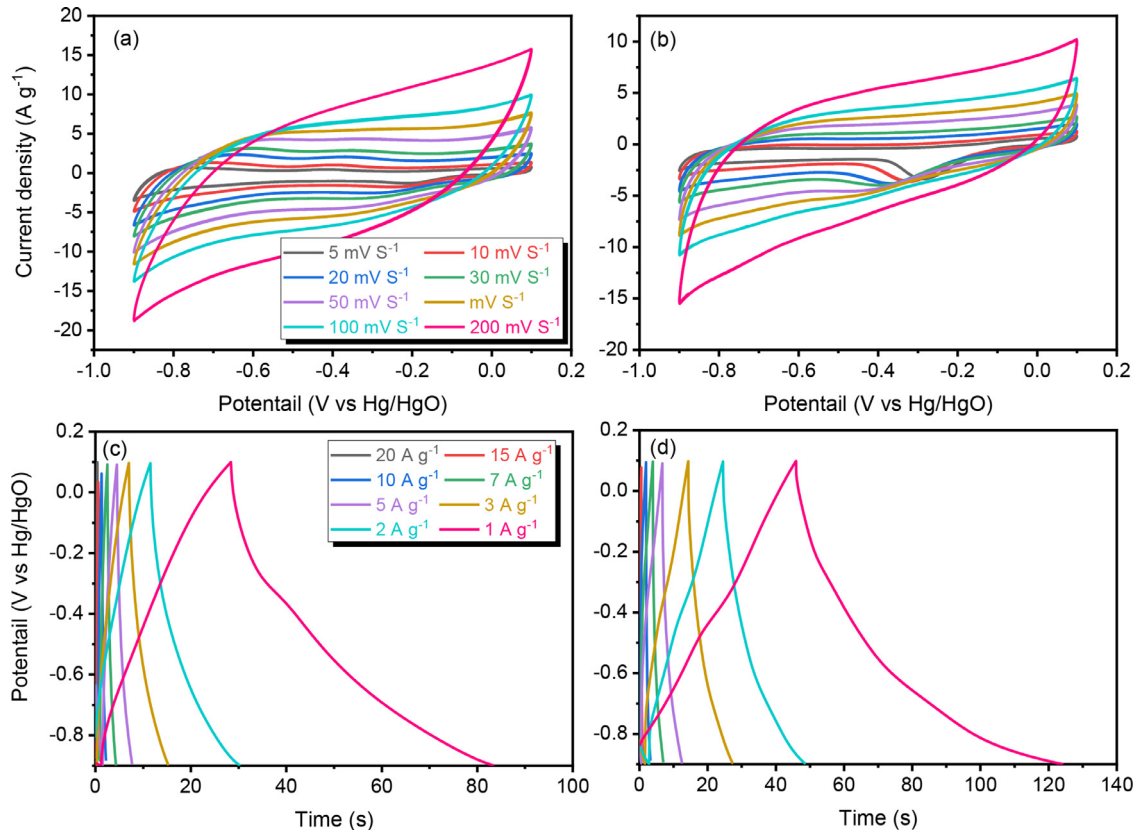 (a)
(b)
20
15
10
5
0
-5
-10
-15
-20
10
5
0
-5
-10
-15
-20
Current density (A g⁻¹)
5 mV S⁻¹ 10 mV S⁻¹
20 mV S⁻¹ 30 mV S⁻¹
50 mV S⁻¹ mV S⁻¹
100 mV S⁻¹ 200 mV S⁻¹
-1.0 -0.8 -0.6 -0.4 -0.2 0.0 0.2
-1.0 -0.8 -0.6 -0.4 -0.2 0.0 0.2
Potentail (V vs Hg/HgO)
Potentail (V vs Hg/HgO)
(c)
(d)
0.2
0.0
-0.2
-0.4
-0.6
-0.8
0.2
0.0
-0.2
-0.4
-0.6
-0.8
Potentail (V vs Hg/HgO)
20 A g⁻¹ 15 A g⁻¹
10 A g⁻¹ 7 A g⁻¹
5 A g⁻¹ 3 A g⁻¹
2 A g⁻¹ 1 A g⁻¹
0 20 40 60 80 100
0 20 40 60 80 100 120 140
Time (s)
Time (s)